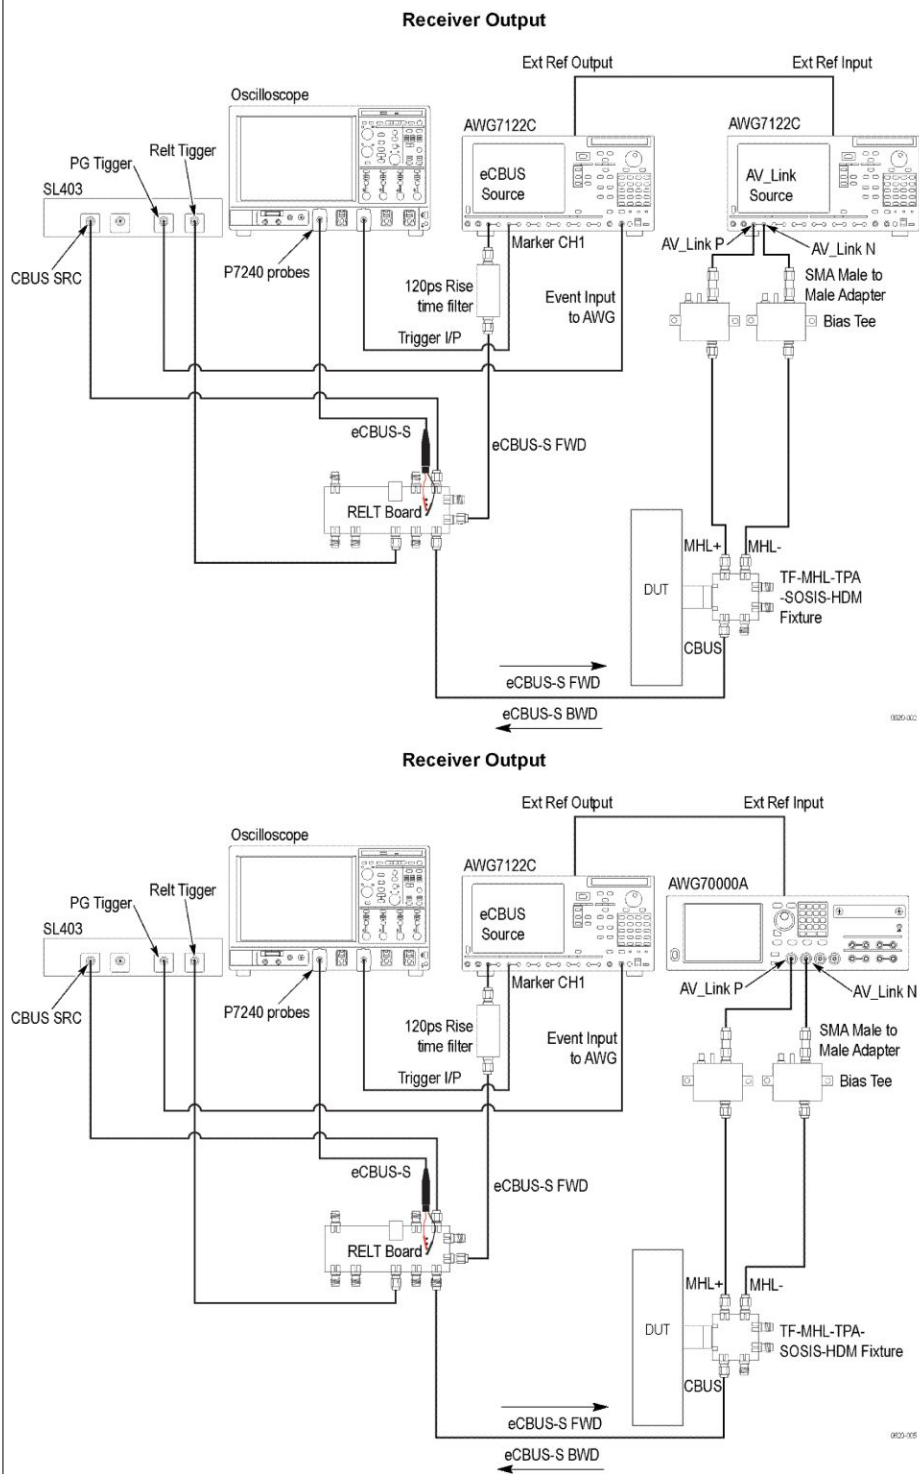 Receiver Output
Ext Ref Output
Ext Ref Input
Oscilloscope
AWG7122C
AWG7122C
Relt Tigger
PG Tigger
SL403
eCBUS
Source
AV_Link
Source
CBUS SRC
P7240 probes
Marker CH1
AV_Link P
AV_Link N
120ps Rise
time filter
Event Input
to AWG
SMA Male to
Male Adapter
Bias Tee
Trigger I/P
eCBUS-S
eCBUS-S FWD
RELT Board
MHL+
MHL-
DUT
TF-MHL-TPA
-SOSIS-HDM
Fixture
CBUS
eCBUS-S FWD
eCBUS-S BWD
0820-002
Receiver Output
Ext Ref Output
Ext Ref Input
Oscilloscope
AWG7122C
AWG70000A
Relt Tigger
PG Tigger
SL403
eCBUS
Source
CBUS SRC
P7240 probes
Marker CH1
AV_Link P
AV_Link N
120ps Rise
time filter
Event Input
to AWG
SMA Male to
Male Adapter
Bias Tee
Trigger I/P
eCBUS-S
eCBUS-S FWD
RELT Board
MHL+
MHL-
DUT
TF-MHL-TPA-
SOSIS-HDM Fixture
CBUS
eCBUS-S FWD
eCBUS-S BWD
0820-005